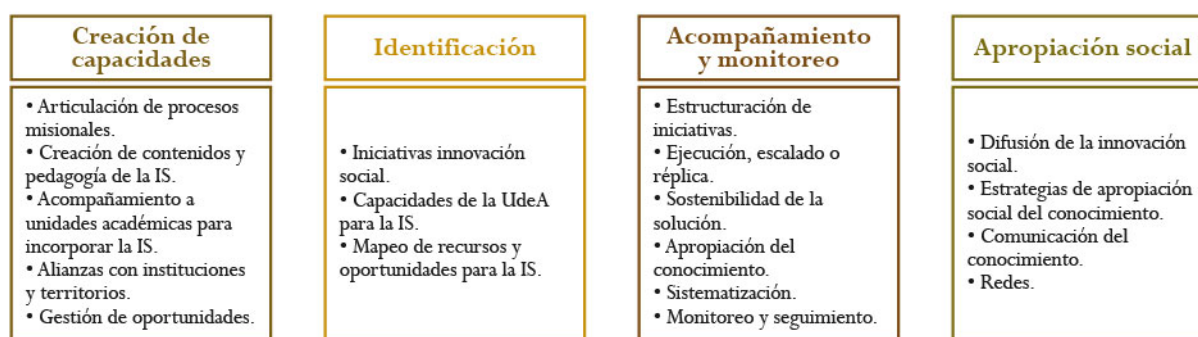 Creación de
capacidades
• Articulación de procesos
misionales.
• Creación de contenidos y
pedagogía de la IS.
• Acompañamiento a
unidades académicas para
incorporar la IS.
• Alianzas con instituciones
y territorios.
• Gestión de oportunidades.
Identificación
• Iniciativas innovación
social.
• Capacidades de la UdeA
para la IS.
• Mapeo de recursos y
oportunidades para la IS.
Acompañamiento
y monitoreo
• Estructuración de
iniciativas.
• Ejecución, escalado o
réplica.
• Sostenibilidad de la
solución.
• Apropiación del
conocimiento.
• Sistematización.
• Monitoreo y seguimiento.
Apropiación social
• Difusión de la innovación
social.
• Estrategias de apropiación
social del conocimiento.
• Comunicación del
conocimiento.
• Redes.